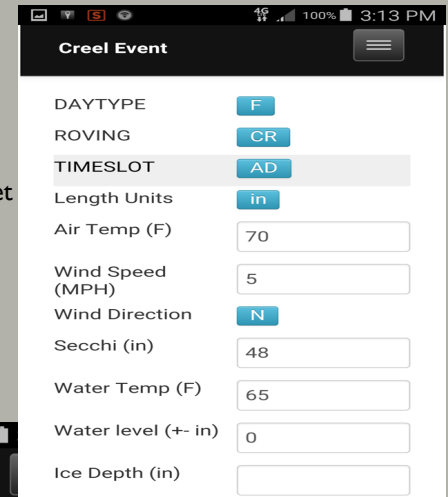 4G 100% 3:13 PM
Creel Event
DAYTYPE F
ROVING CR
TIMESLOT AD
et
Length Units in
Air Temp (F) 70
Wind Speed
(MPH) 5
Wind Direction N
Secchi (in) 48
Water Temp (F) 65
Water level (+- in) 0
Ice Depth (in)